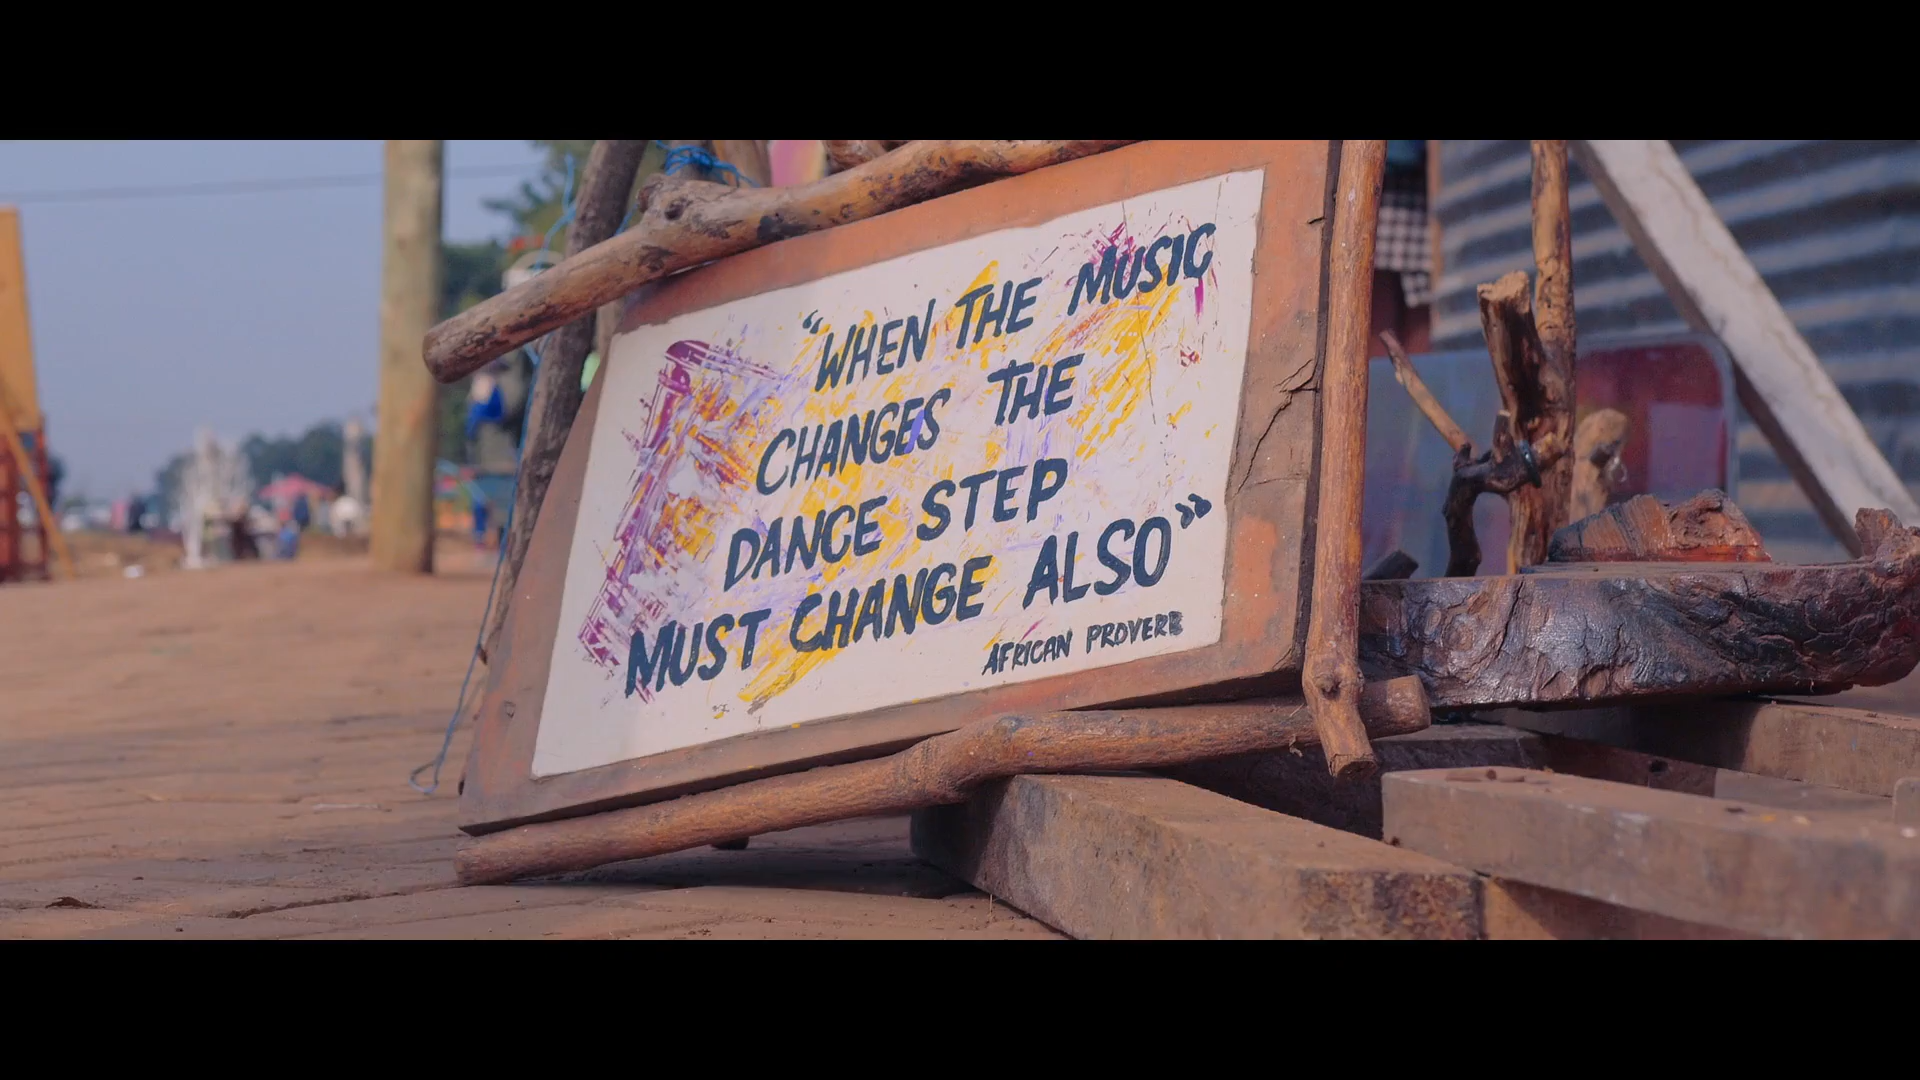 “WHEN THE MUSIC
CHANGES THE
DANCE STEP
MUST CHANGE ALSO”
AFRICAN PROVERB